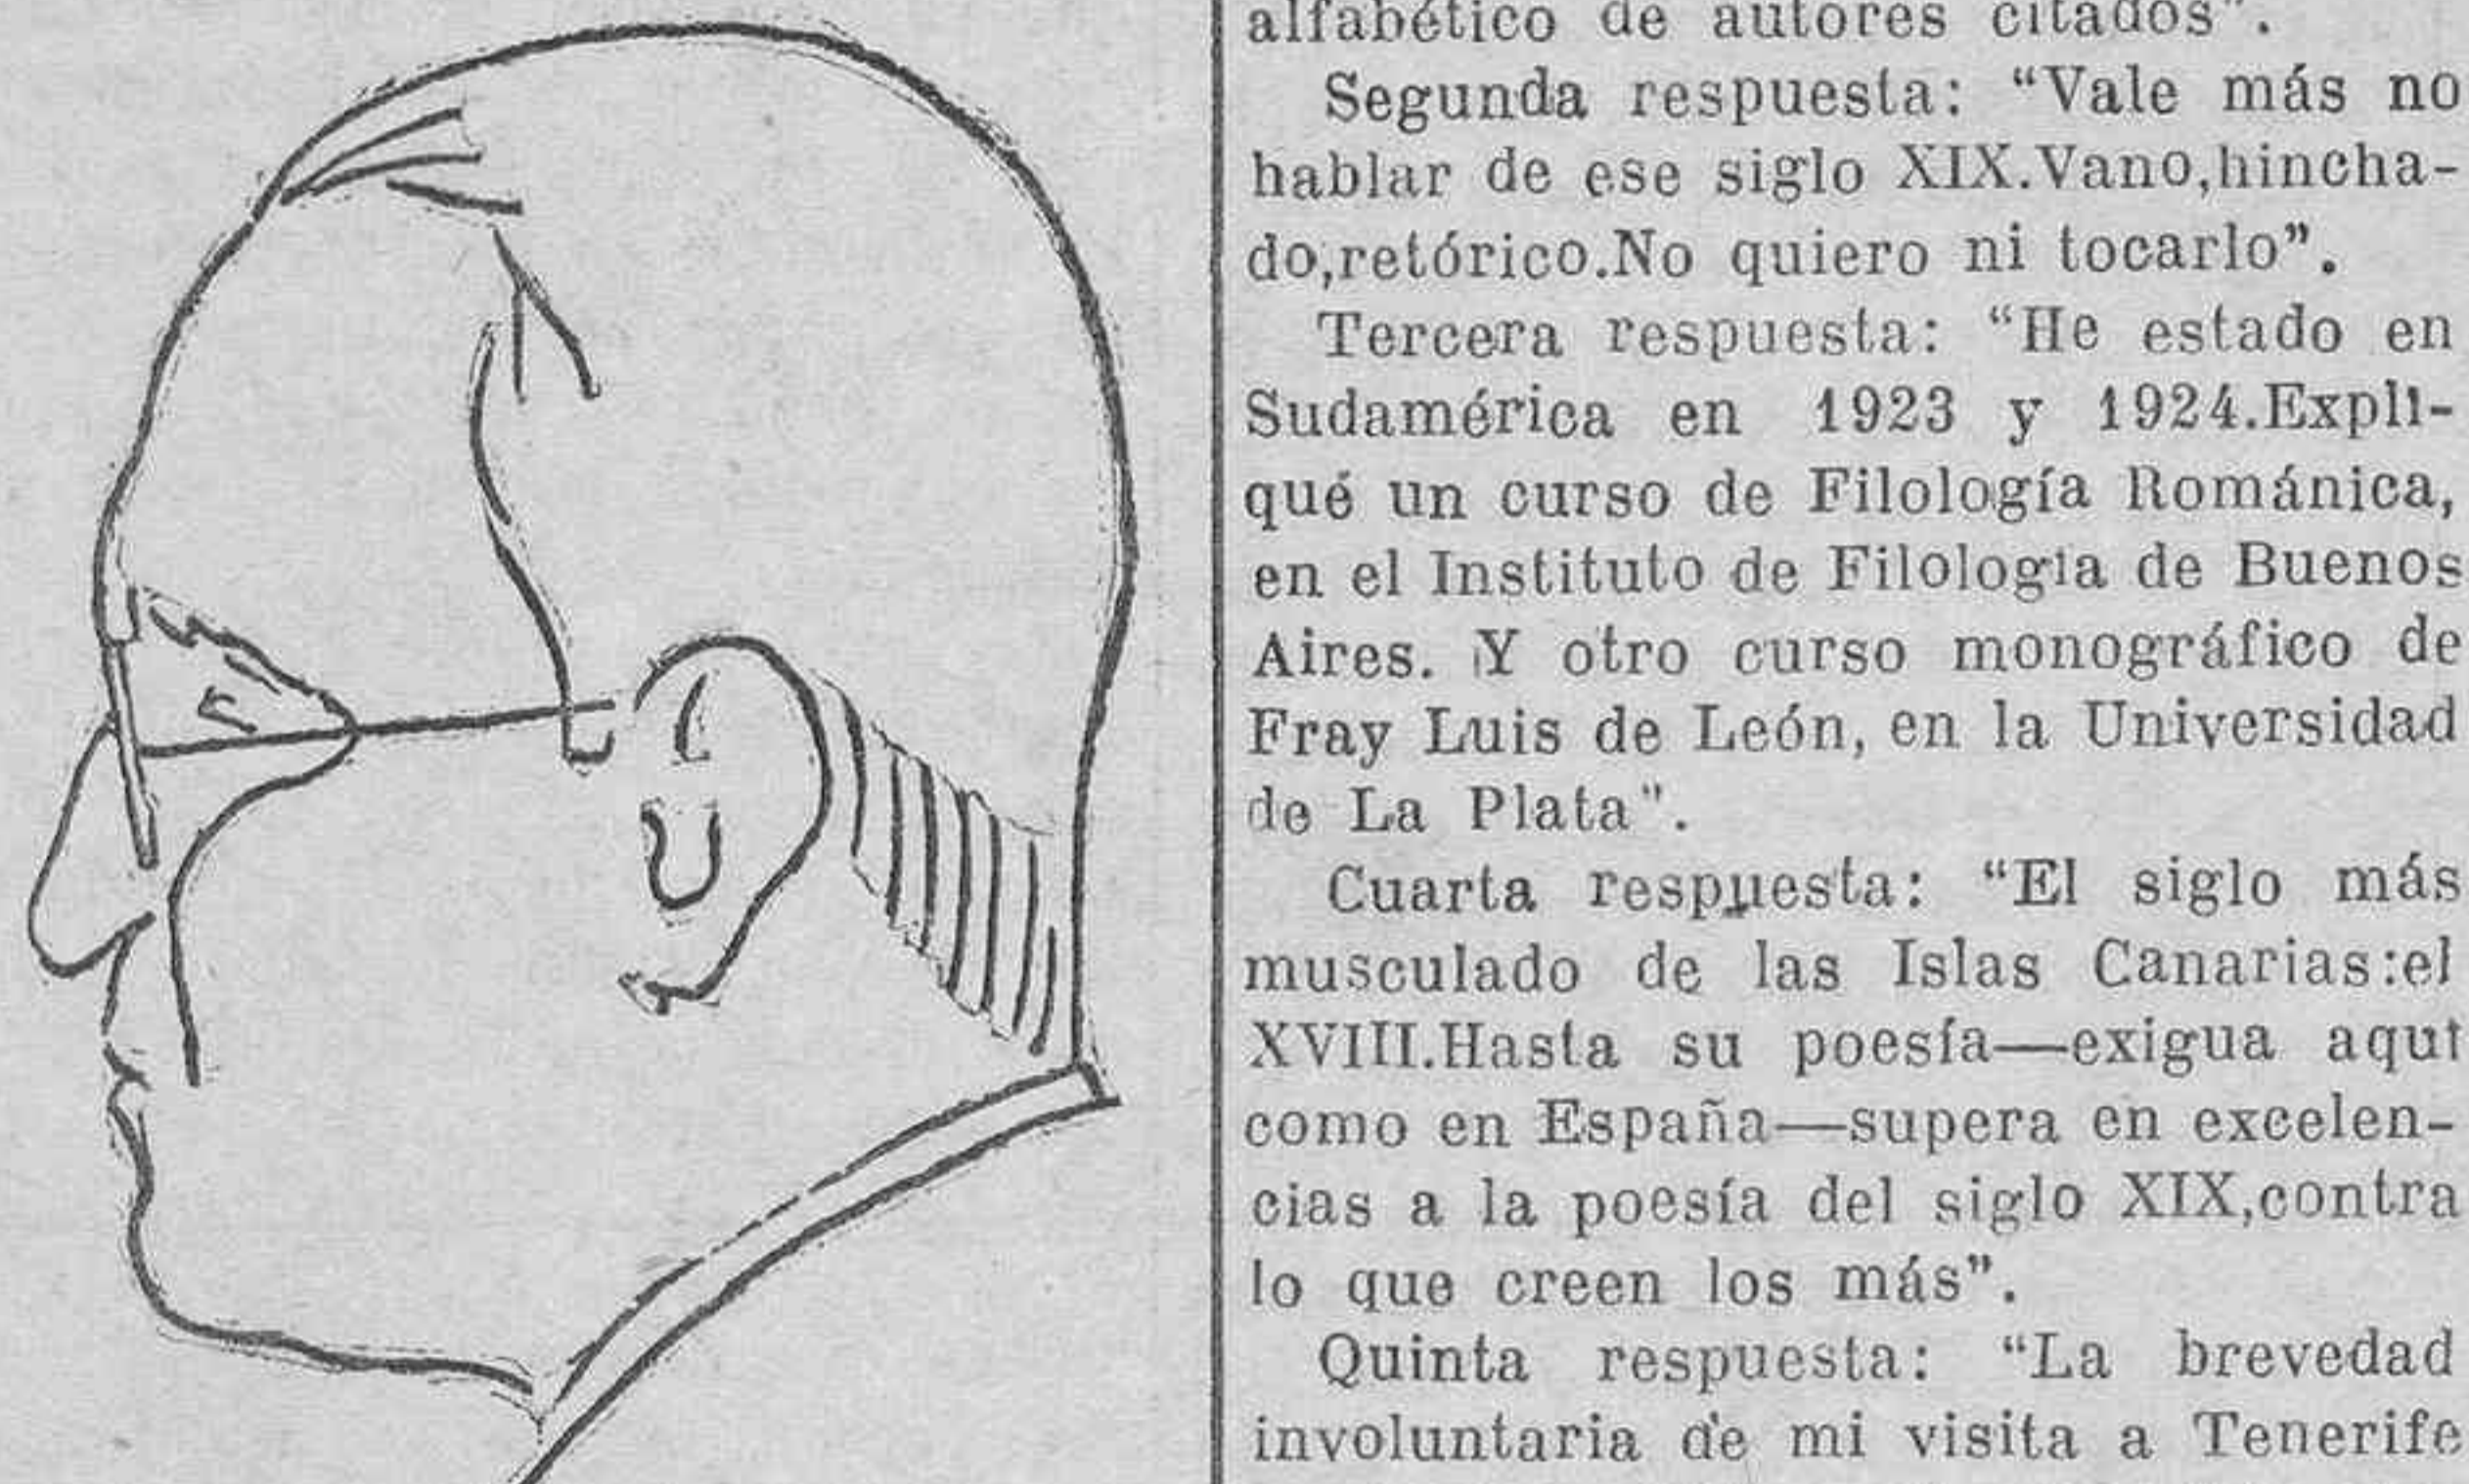 alfabético de autores citados".
Segunda respuesta: “Vale más no
hablar de ese siglo XIX.Vano,hincha-
do,retórico.No quiero ni tocarlo”.
Tercera respuesta: “He estado en
Sudamérica en 1923 y 1924.Expli-
qué un curso de Filología Románica,
en el Instituto de Filología de Buenos
Aires. Y otro curso monográfico de
Fray Luis de León, en la Universidad
de La Plata".
Cuarta respuesta: “El siglo más
musculado de las Islas Canarias:el
XVIII.Hasta su poesía—exigua aquí
como en España—supera en excelen-
cias a la poesía del siglo XIX,contra
lo que creen los más”.
Quinta respuesta: “La brevedad
involuntaria de mi visita a Tenerife